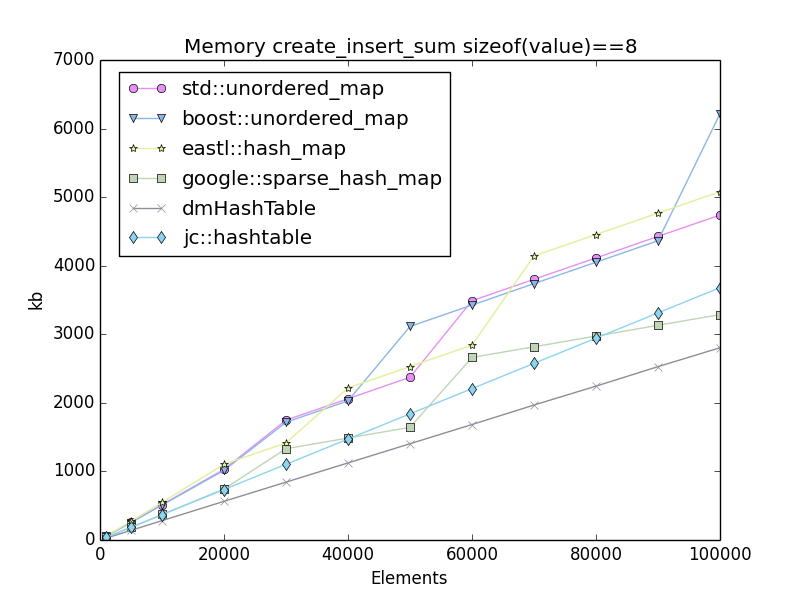 Memory create_insert_sum sizeof(value)==8
7000
6000
5000
4000
3000
2000
1000
0
kb
std::unordered_map
boost::unordered_map
eastl::hash_map
google::sparse_hash_map
dmHashTable
jc::hashtable
0 20000 40000 60000 80000 100000
Elements